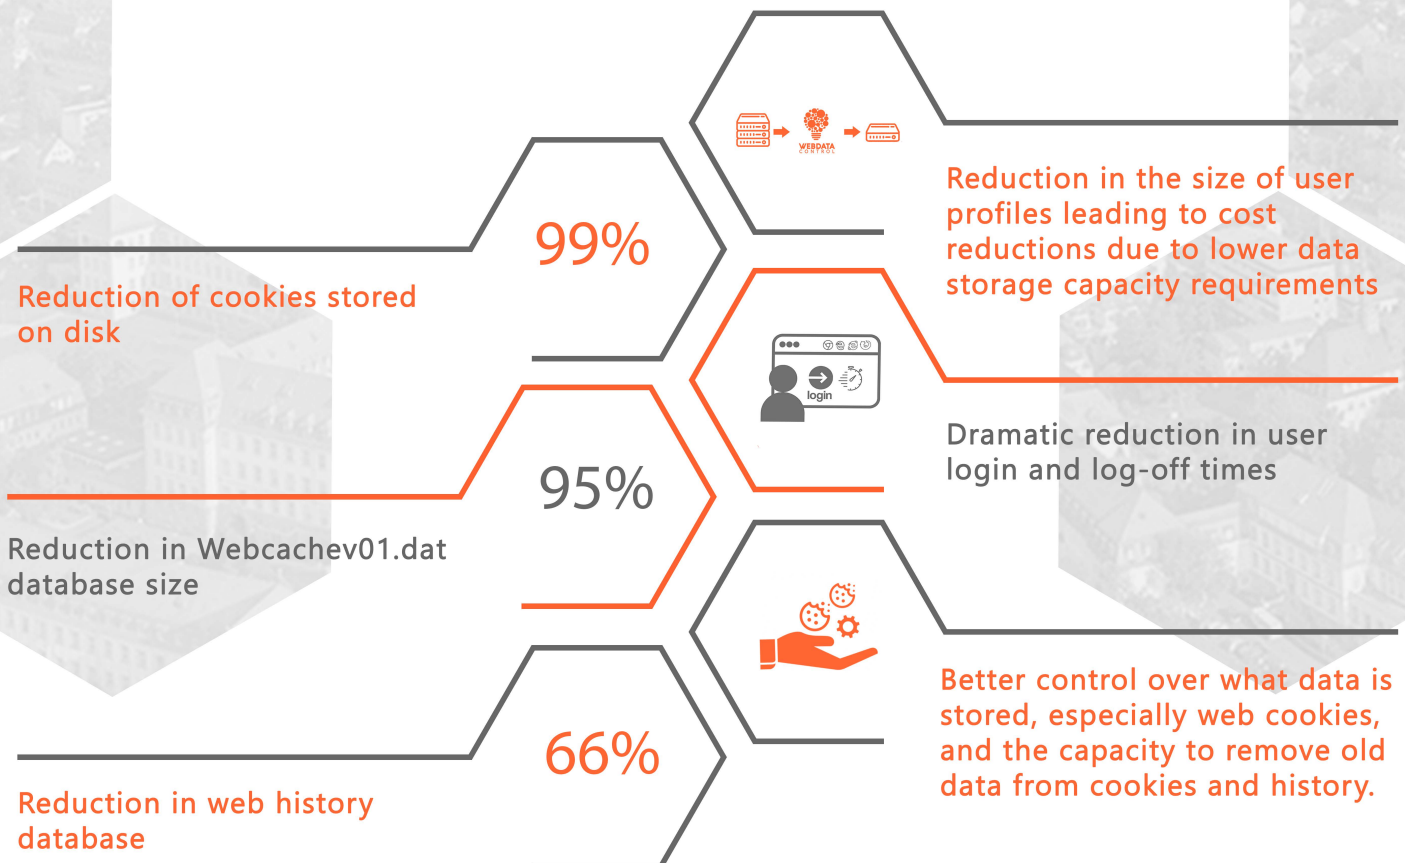 WEBDATA
CONTROL
Reduction in the size of user
profiles leading to cost
reductions due to lower data
storage capacity requirements
99%
Reduction of cookies stored
on disk
login
Dramatic reduction in user
login and log-off times
95%
Reduction in Webcachev01.dat
database size
Better control over what data is
stored, especially web cookies,
and the capacity to remove old
data from cookies and history.
66%
Reduction in web history
database